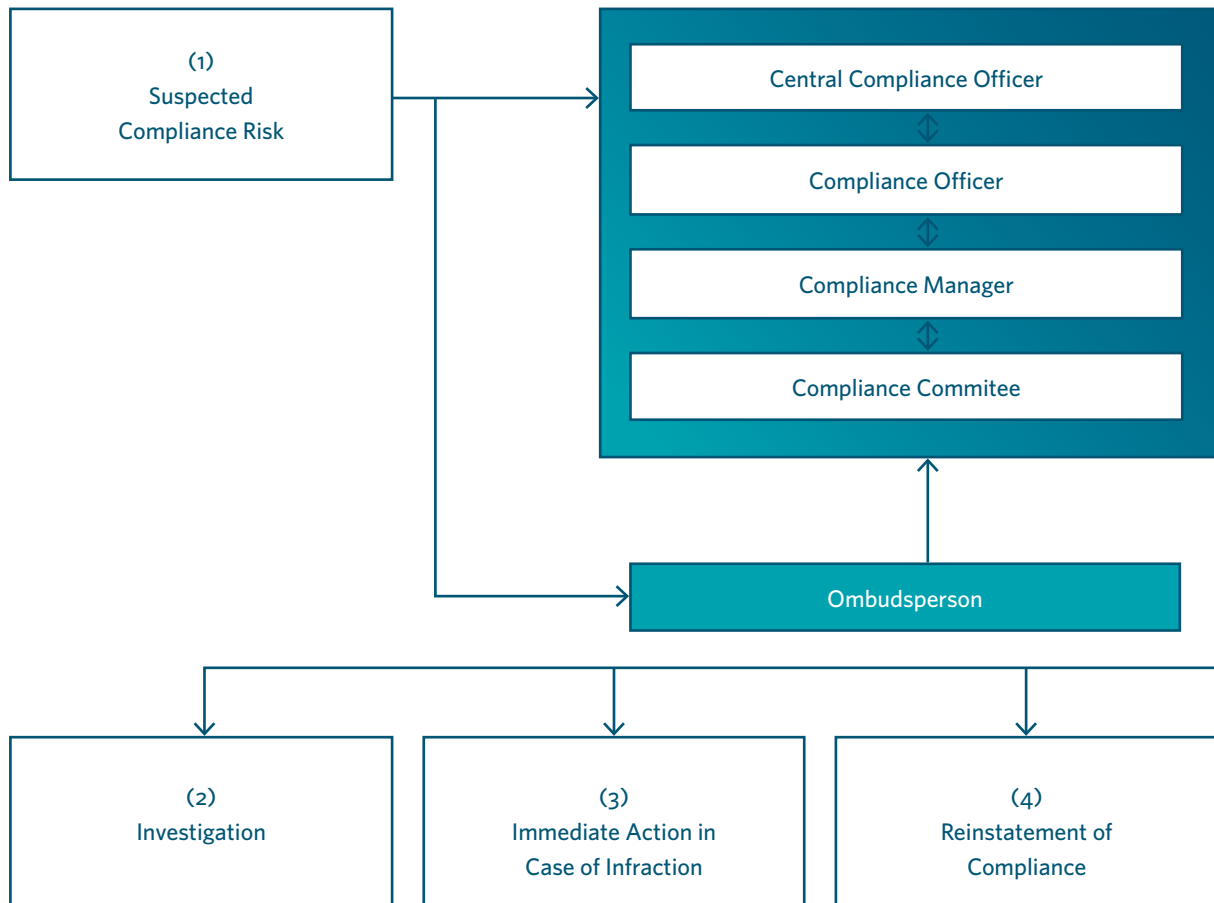 (1)
Suspected
Compliance Risk
Central Compliance Officer
Compliance Officer
Compliance Manager
Compliance Commitee
Ombudsperson
(2)
Investigation
(3)
Immediate Action in
Case of Infraction
(4)
Reinstatement of
Compliance